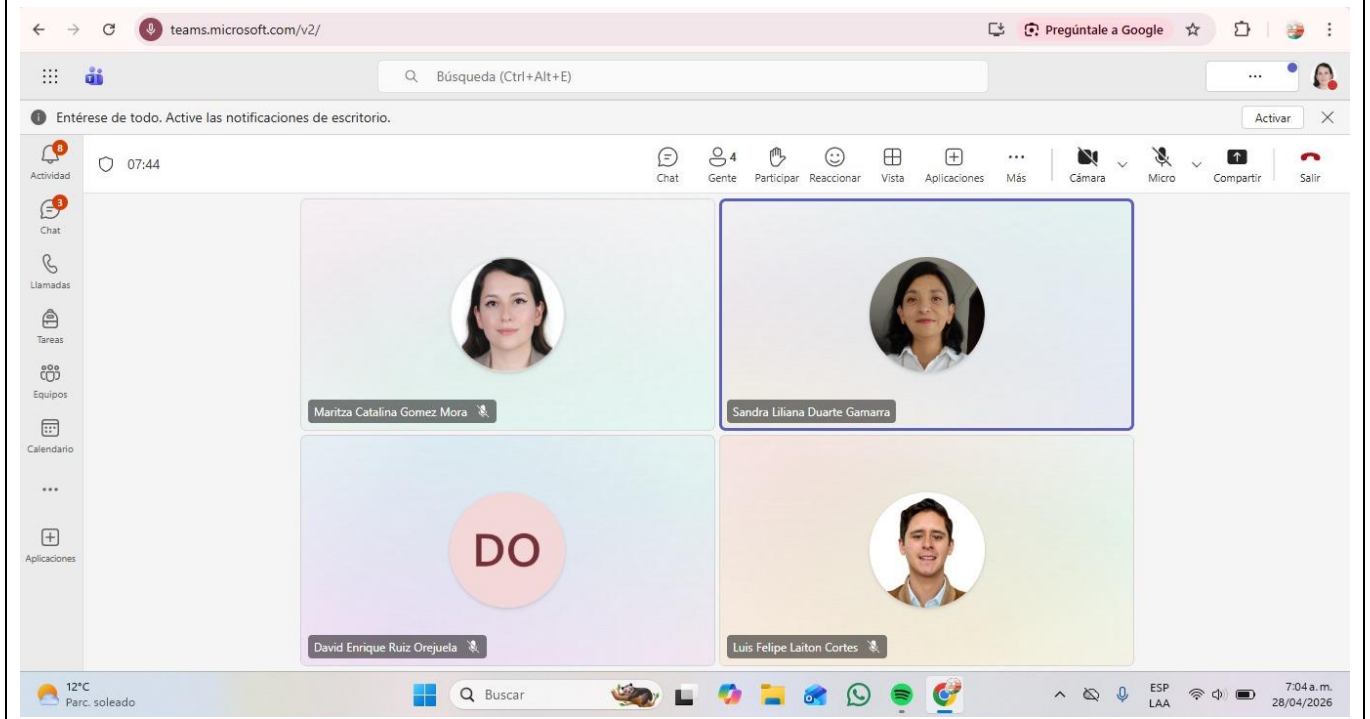 teams.microsoft.com/v2/
Pregúntale a Google
Búsqueda (Ctrl+Alt+E)
Entérese de todo. Active las notificaciones de escritorio.
Activar
8
Actividad
07:44
Chat
4
Gente
Participar
Reaccionar
Vista
Aplicaciones
Más
Cámara
Micro
Compartir
Salir
3
Chat
Llamadas
Tareas
Equipos
Calendario
Aplicaciones
Maritza Catalina Gomez Mora
Sandra Liliana Duarte Gamarra
DO
David Enrique Ruiz Orejuela
Luis Felipe Laiton Cortes
12°C
Parc. soleado
Buscar
ESP
LAA
7:04 a. m.
28/04/2026